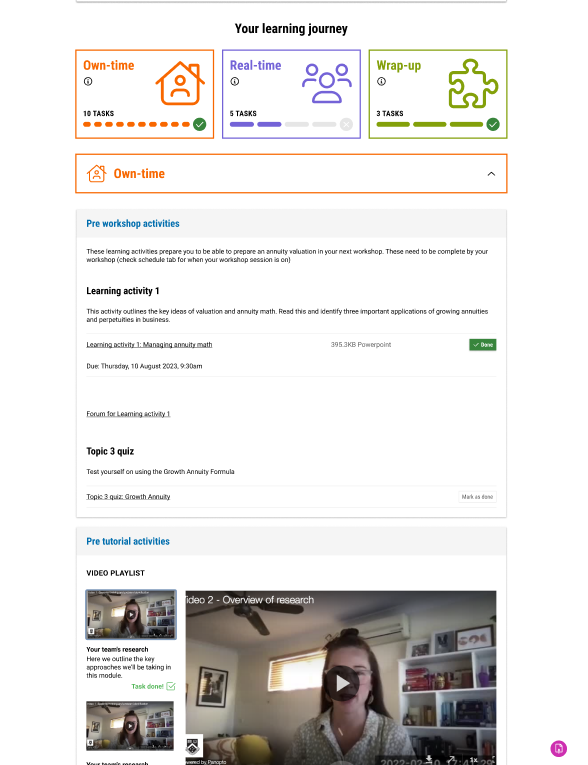 Your learning journey
Own-time
10 TASKS
Real-time
5 TASKS
Wrap-up
3 TASKS
Own-time
Pre workshop activities
These learning activities prepare you to be able to prepare an annuity valuation in your next workshop. These need to be complete by your
workshop (check schedule tab for when your workshop session is on)
Learning activity 1
This activity outlines the key ideas of valuation and annuity math. Read this and identify three important applications of growing annuities
and perpetuities in business.
Learning activity 1: Managing annuity math 395.3KB Powerpoint Done
Due: Thursday, 10 August 2023, 9:30am
Forum for Learning activity 1
Topic 3 quiz
Test yourself on using the Growth Annuity Formula
Topic 3 quiz: Growth Annuity Mark as done
Pre tutorial activities
VIDEO PLAYLIST
Your team's research
Here we outline the key
approaches we'll be taking in
this module.
Task done!
Your team's research
ideo 2 - Overview of research
wered by Panopto
1x